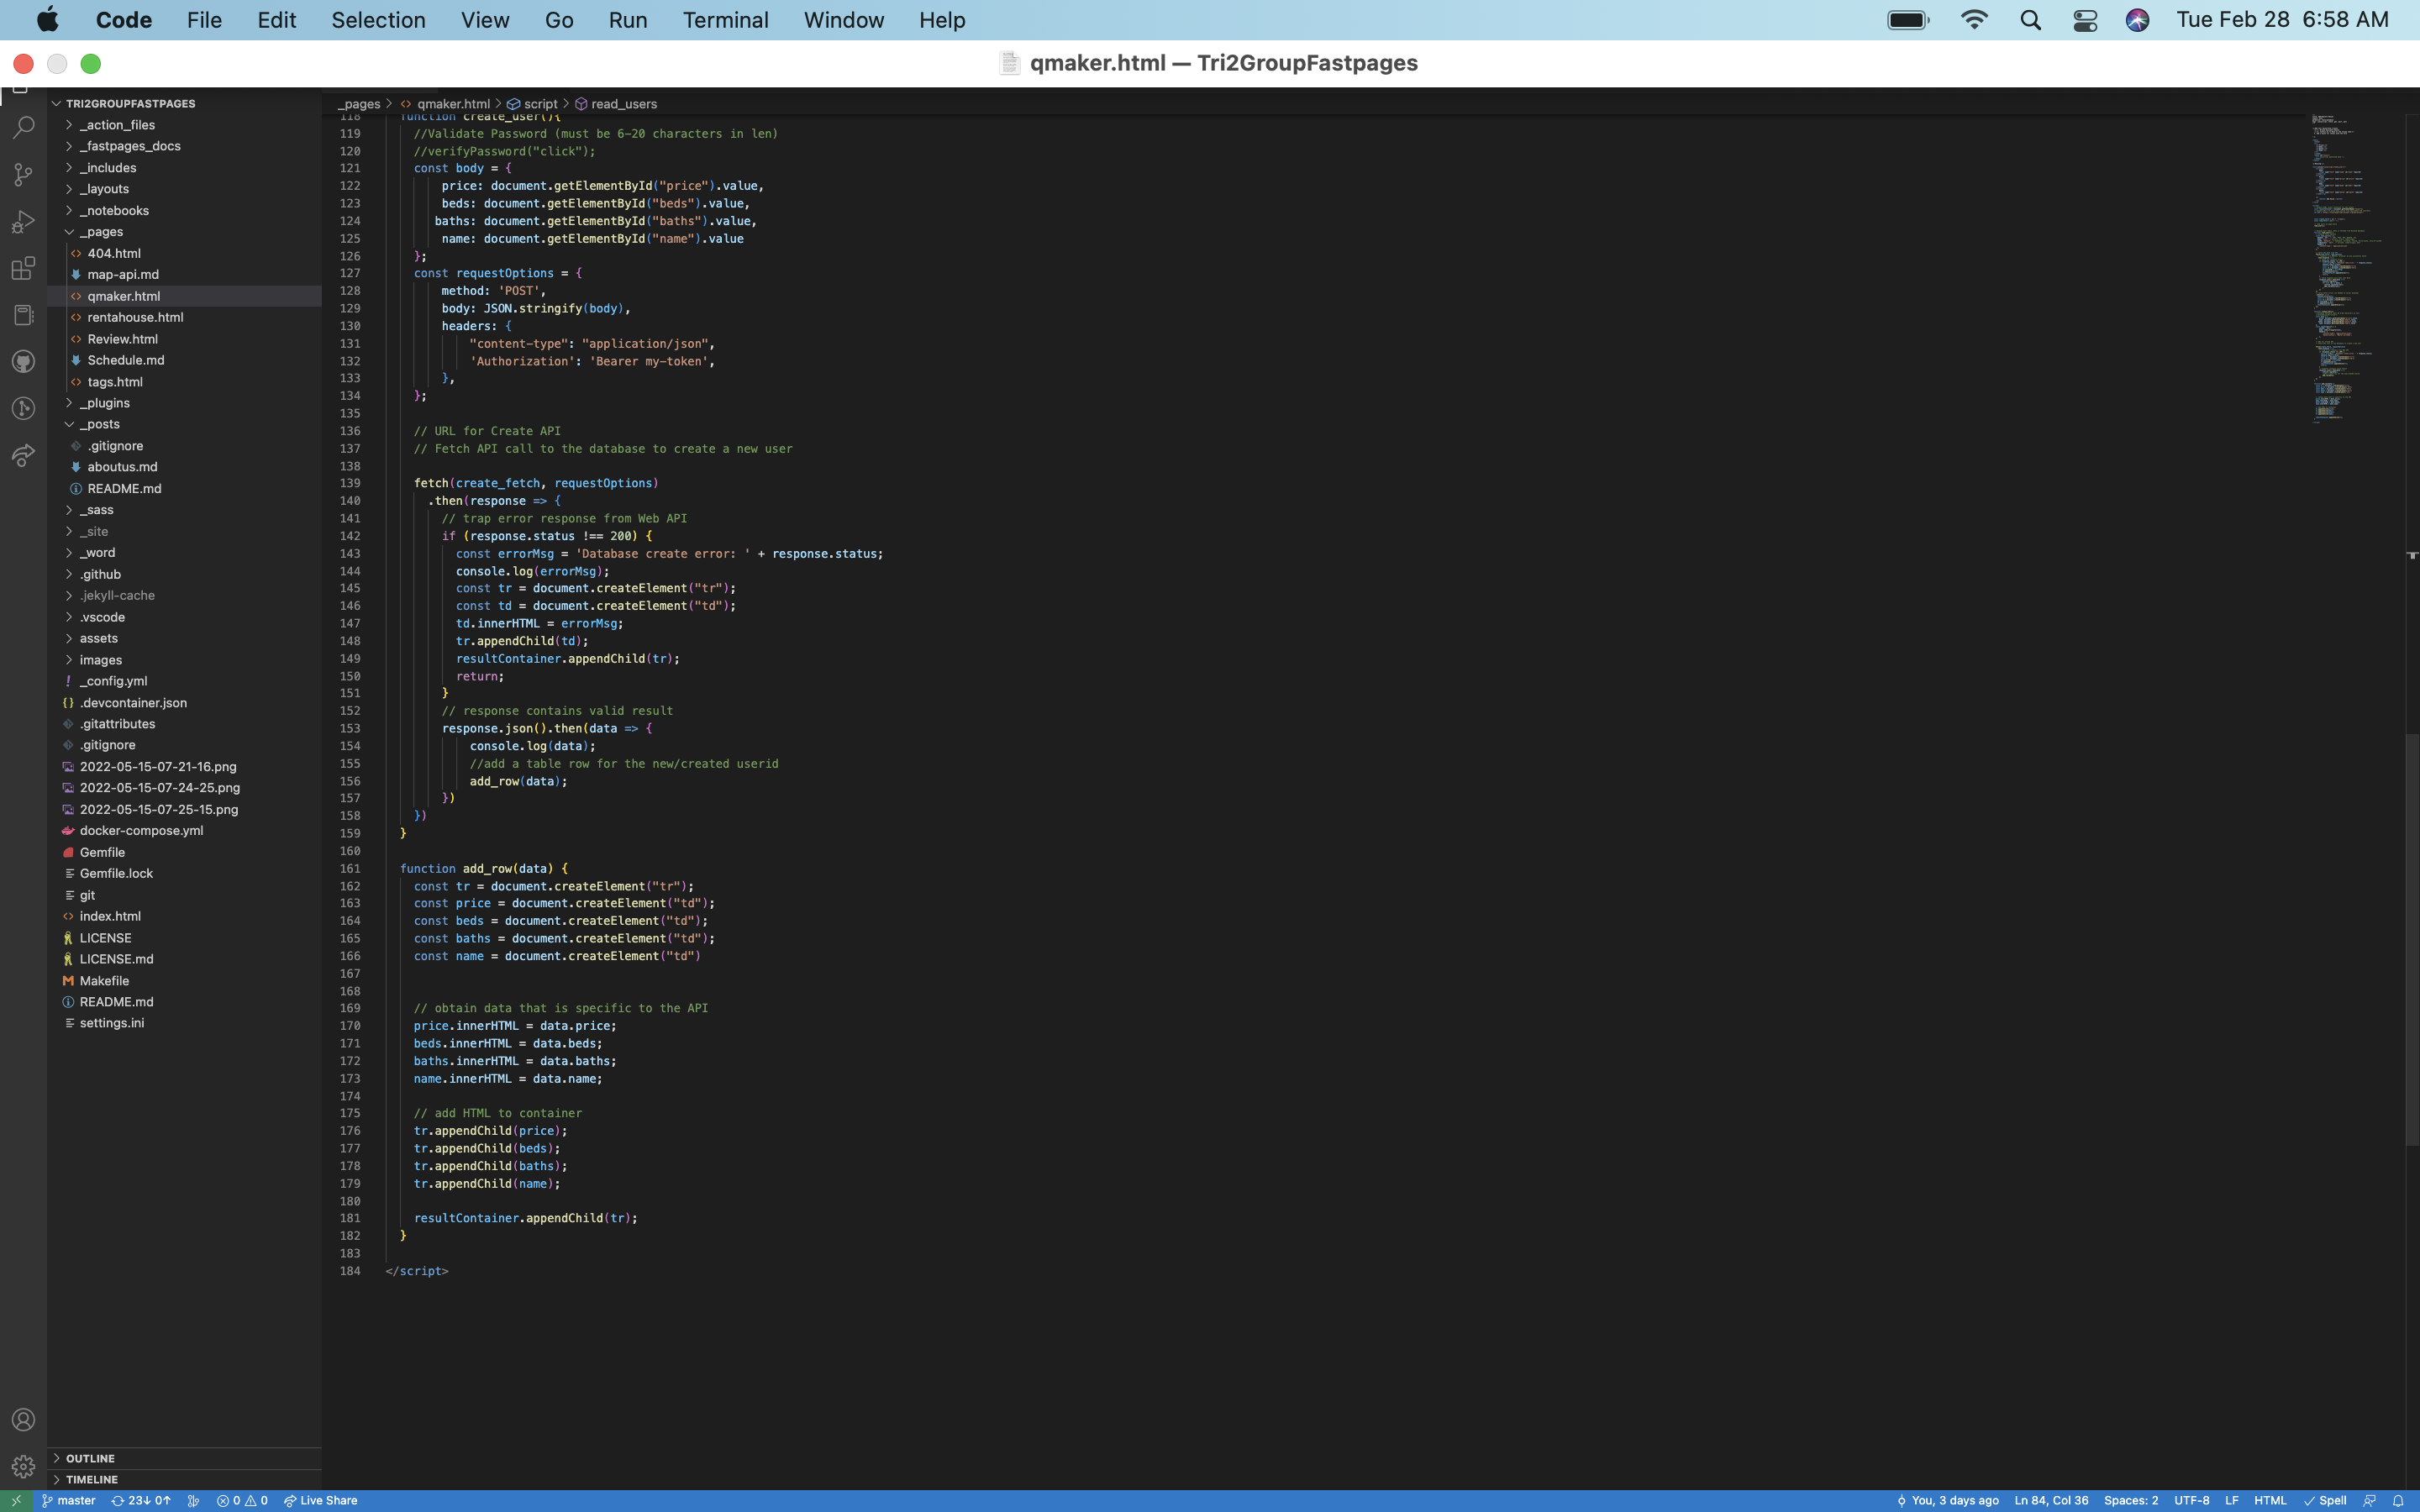 Code File Edit Selection View Go Run Terminal Window Help Tue Feb 28 6:58 AM
qmaker.html — Tri2GroupFastpages
TRI2GROUPFASTPAGES
_action_files
_fastpages_docs
_includes
_layouts
_notebooks
_pages
404.html
map-api.md
qmaker.html
rentahouse.html
Review.html
Schedule.md
tags.html
_plugins
_posts
.gitignore
aboutus.md
README.md
_sass
_site
_word
.github
.jekyll-cache
.vscode
assets
images
_config.yml
.devcontainer.json
.gitattributes
.gitignore
2022-05-15-07-21-16.png
2022-05-15-07-24-25.png
2022-05-15-07-25-15.png
docker-compose.yml
Gemfile
Gemfile.lock
git
index.html
LICENSE
LICENSE.md
Makefile
README.md
settings.ini
OUTLINE
TIMELINE
_pages > qmaker.html > script > read_users
118 function create_user(){
119 //Validate Password (must be 6-20 characters in len)
120 //verifyPassword("click");
121 const body = {
122 price: document.getElementById("price").value,
123 beds: document.getElementById("beds").value,
124 baths: document.getElementById("baths").value,
125 name: document.getElementById("name").value
126 };
127 const requestOptions = {
128 method: 'POST',
129 body: JSON.stringify(body),
130 headers: {
131 "content-type": "application/json",
132 'Authorization': 'Bearer my-token',
133 },
134 };
135
136 // URL for Create API
137 // Fetch API call to the database to create a new user
138
139 fetch(create_fetch, requestOptions)
140 .then(response => {
141 // trap error response from Web API
142 if (response.status !== 200) {
143 const errorMsg = 'Database create error: ' + response.status;
144 console.log(errorMsg);
145 const tr = document.createElement("tr");
146 const td = document.createElement("td");
147 td.innerHTML = errorMsg;
148 tr.appendChild(td);
149 resultContainer.appendChild(tr);
150 return;
151 }
152 // response contains valid result
153 response.json().then(data => {
154 console.log(data);
155 //add a table row for the new/created userid
156 add_row(data);
157 })
158 })
159 }
160
161 function add_row(data) {
162 const tr = document.createElement("tr");
163 const price = document.createElement("td");
164 const beds = document.createElement("td");
165 const baths = document.createElement("td");
166 const name = document.createElement("td")
167
168
169 // obtain data that is specific to the API
170 price.innerHTML = data.price;
171 beds.innerHTML = data.beds;
172 baths.innerHTML = data.baths;
173 name.innerHTML = data.name;
174
175 // add HTML to container
176 tr.appendChild(price);
177 tr.appendChild(beds);
178 tr.appendChild(baths);
179 tr.appendChild(name);
180
181 resultContainer.appendChild(tr);
182 }
183
184 </script>
master 23↓ 0↑ 0 0 Live Share You, 3 days ago Ln 84, Col 36 Spaces: 2 UTF-8 LF HTML Spell